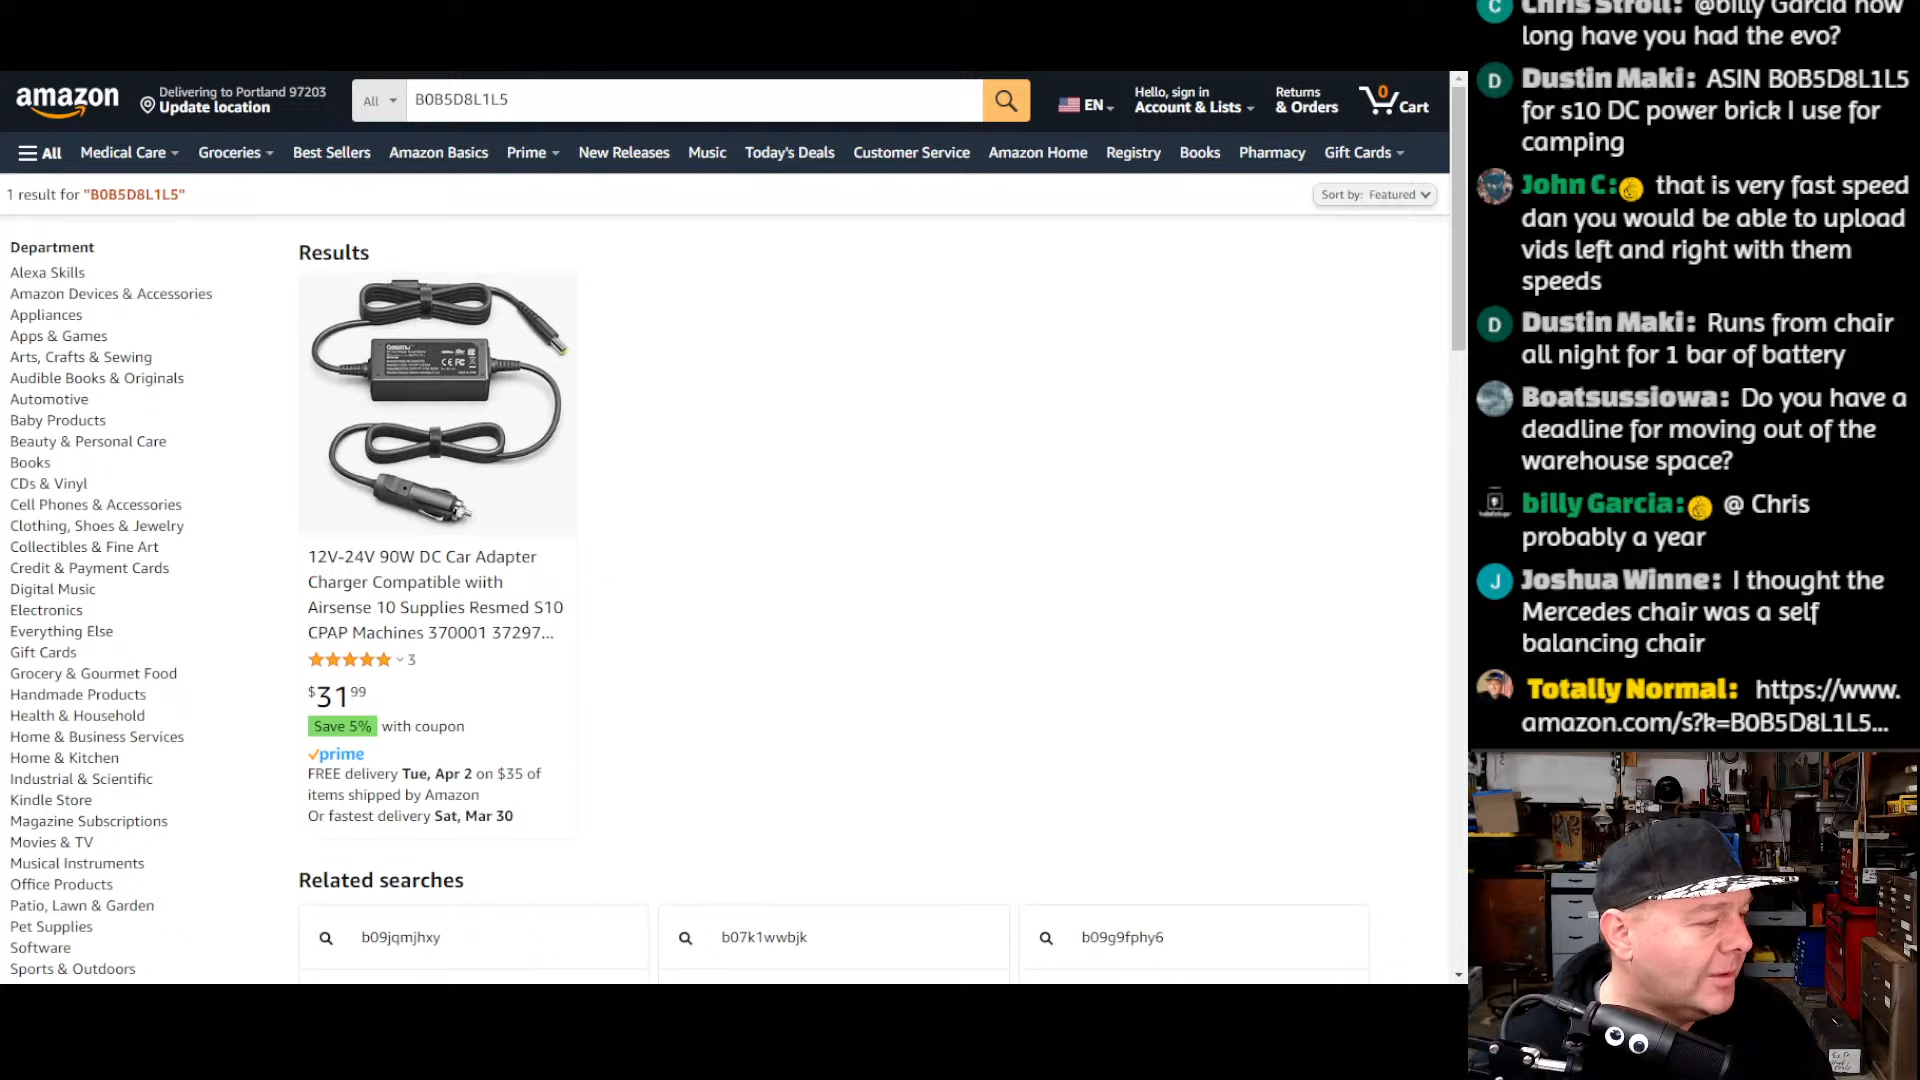 amazon
Delivering to Portland 97203
Update location
All
B0B5D8L1L5
EN
Hello, sign in
Account & Lists
Returns
& Orders
0
Cart
All
Medical Care
Groceries
Best Sellers
Amazon Basics
Prime
New Releases
Music
Today's Deals
Customer Service
Amazon Home
Registry
Books
Pharmacy
Gift Cards
1 result for "B0B5D8L1L5"
Sort by: Featured
Department
Alexa Skills
Amazon Devices & Accessories
Appliances
Apps & Games
Arts, Crafts & Sewing
Audible Books & Originals
Automotive
Baby Products
Beauty & Personal Care
Books
CDs & Vinyl
Cell Phones & Accessories
Clothing, Shoes & Jewelry
Collectibles & Fine Art
Credit & Payment Cards
Digital Music
Electronics
Everything Else
Gift Cards
Grocery & Gourmet Food
Handmade Products
Health & Household
Home & Business Services
Home & Kitchen
Industrial & Scientific
Kindle Store
Magazine Subscriptions
Movies & TV
Musical Instruments
Office Products
Patio, Lawn & Garden
Pet Supplies
Software
Sports & Outdoors
Results
12V-24V 90W DC Car Adapter
Charger Compatible wiith
Airsense 10 Supplies Resmed S10
CPAP Machines 370001 37297...
3
$31.99
Save 5% with coupon
prime
FREE delivery Tue, Apr 2 on $35 of
items shipped by Amazon
Or fastest delivery Sat, Mar 30
Related searches
b09jqmjhxy
b07k1wwbjk
b09g9fphy6
Chris Stroll: @billy Garcia how
long have you had the evo?
D
Dustin Maki: ASIN B0B5D8L1L5
for s10 DC power brick I use for
camping
John C: that is very fast speed
dan you would be able to upload
vids left and right with them
speeds
D
Dustin Maki: Runs from chair
all night for 1 bar of battery
Boatsussiowa: Do you have a
deadline for moving out of the
warehouse space?
billy Garcia: @ Chris
probably a year
J
Joshua Winne: I thought the
Mercedes chair was a self
balancing chair
Totally Normal: https://www.
amazon.com/s?k=B0B5D8L1L5...